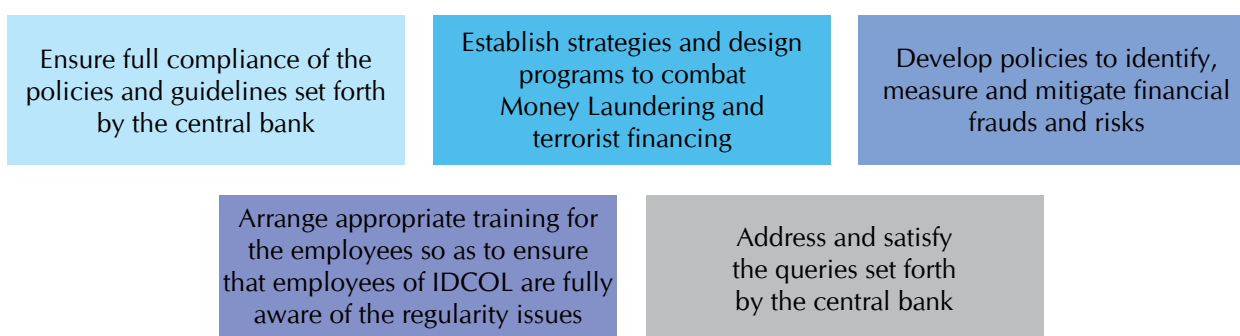 Ensure full compliance of the
policies and guidelines set forth
by the central bank
Establish strategies and design
programs to combat
Money Laundering and
terrorist financing
Develop policies to identify,
measure and mitigate financial
frauds and risks
Arrange appropriate training for
the employees so as to ensure
that employees of IDCOL are fully
aware of the regularity issues
Address and satisfy
the queries set forth
by the central bank